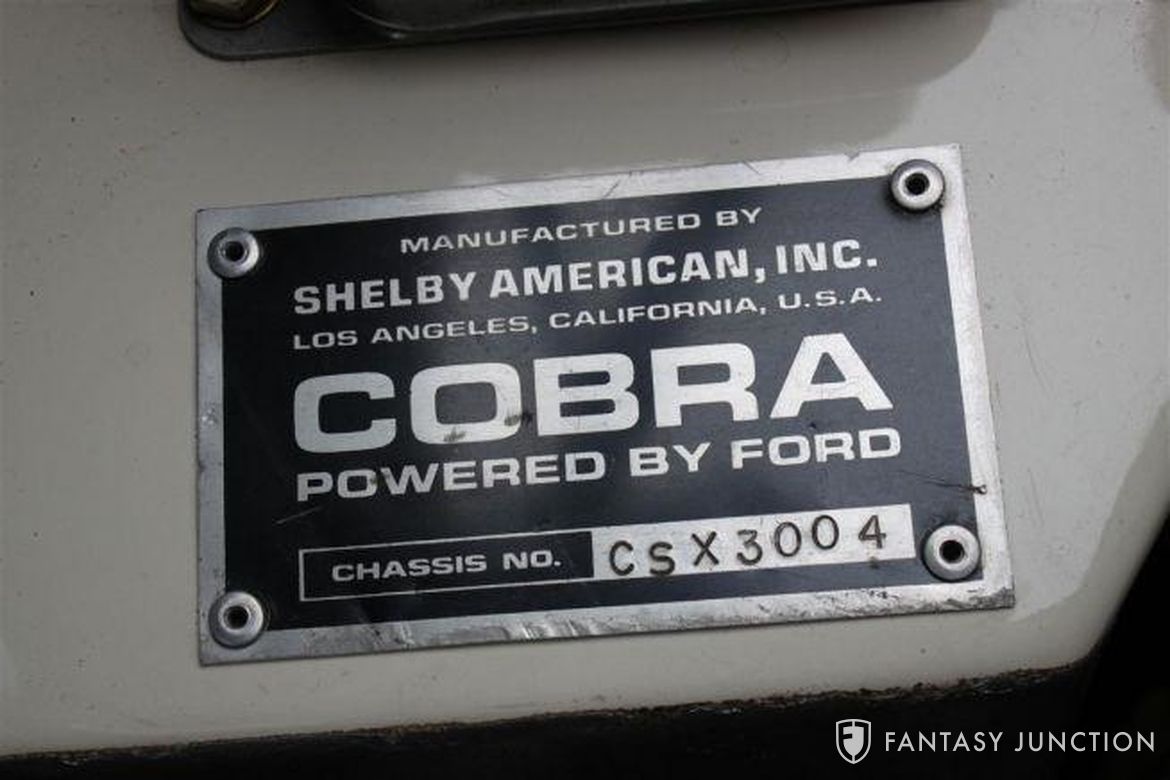 MANUFACTURED BY
SHELBY AMERICAN, INC.
LOS ANGELES, CALIFORNIA, U.S.A.
COBRA
POWERED BY FORD
CHASSIS NO. CSX3004
FANTASY JUNCTION